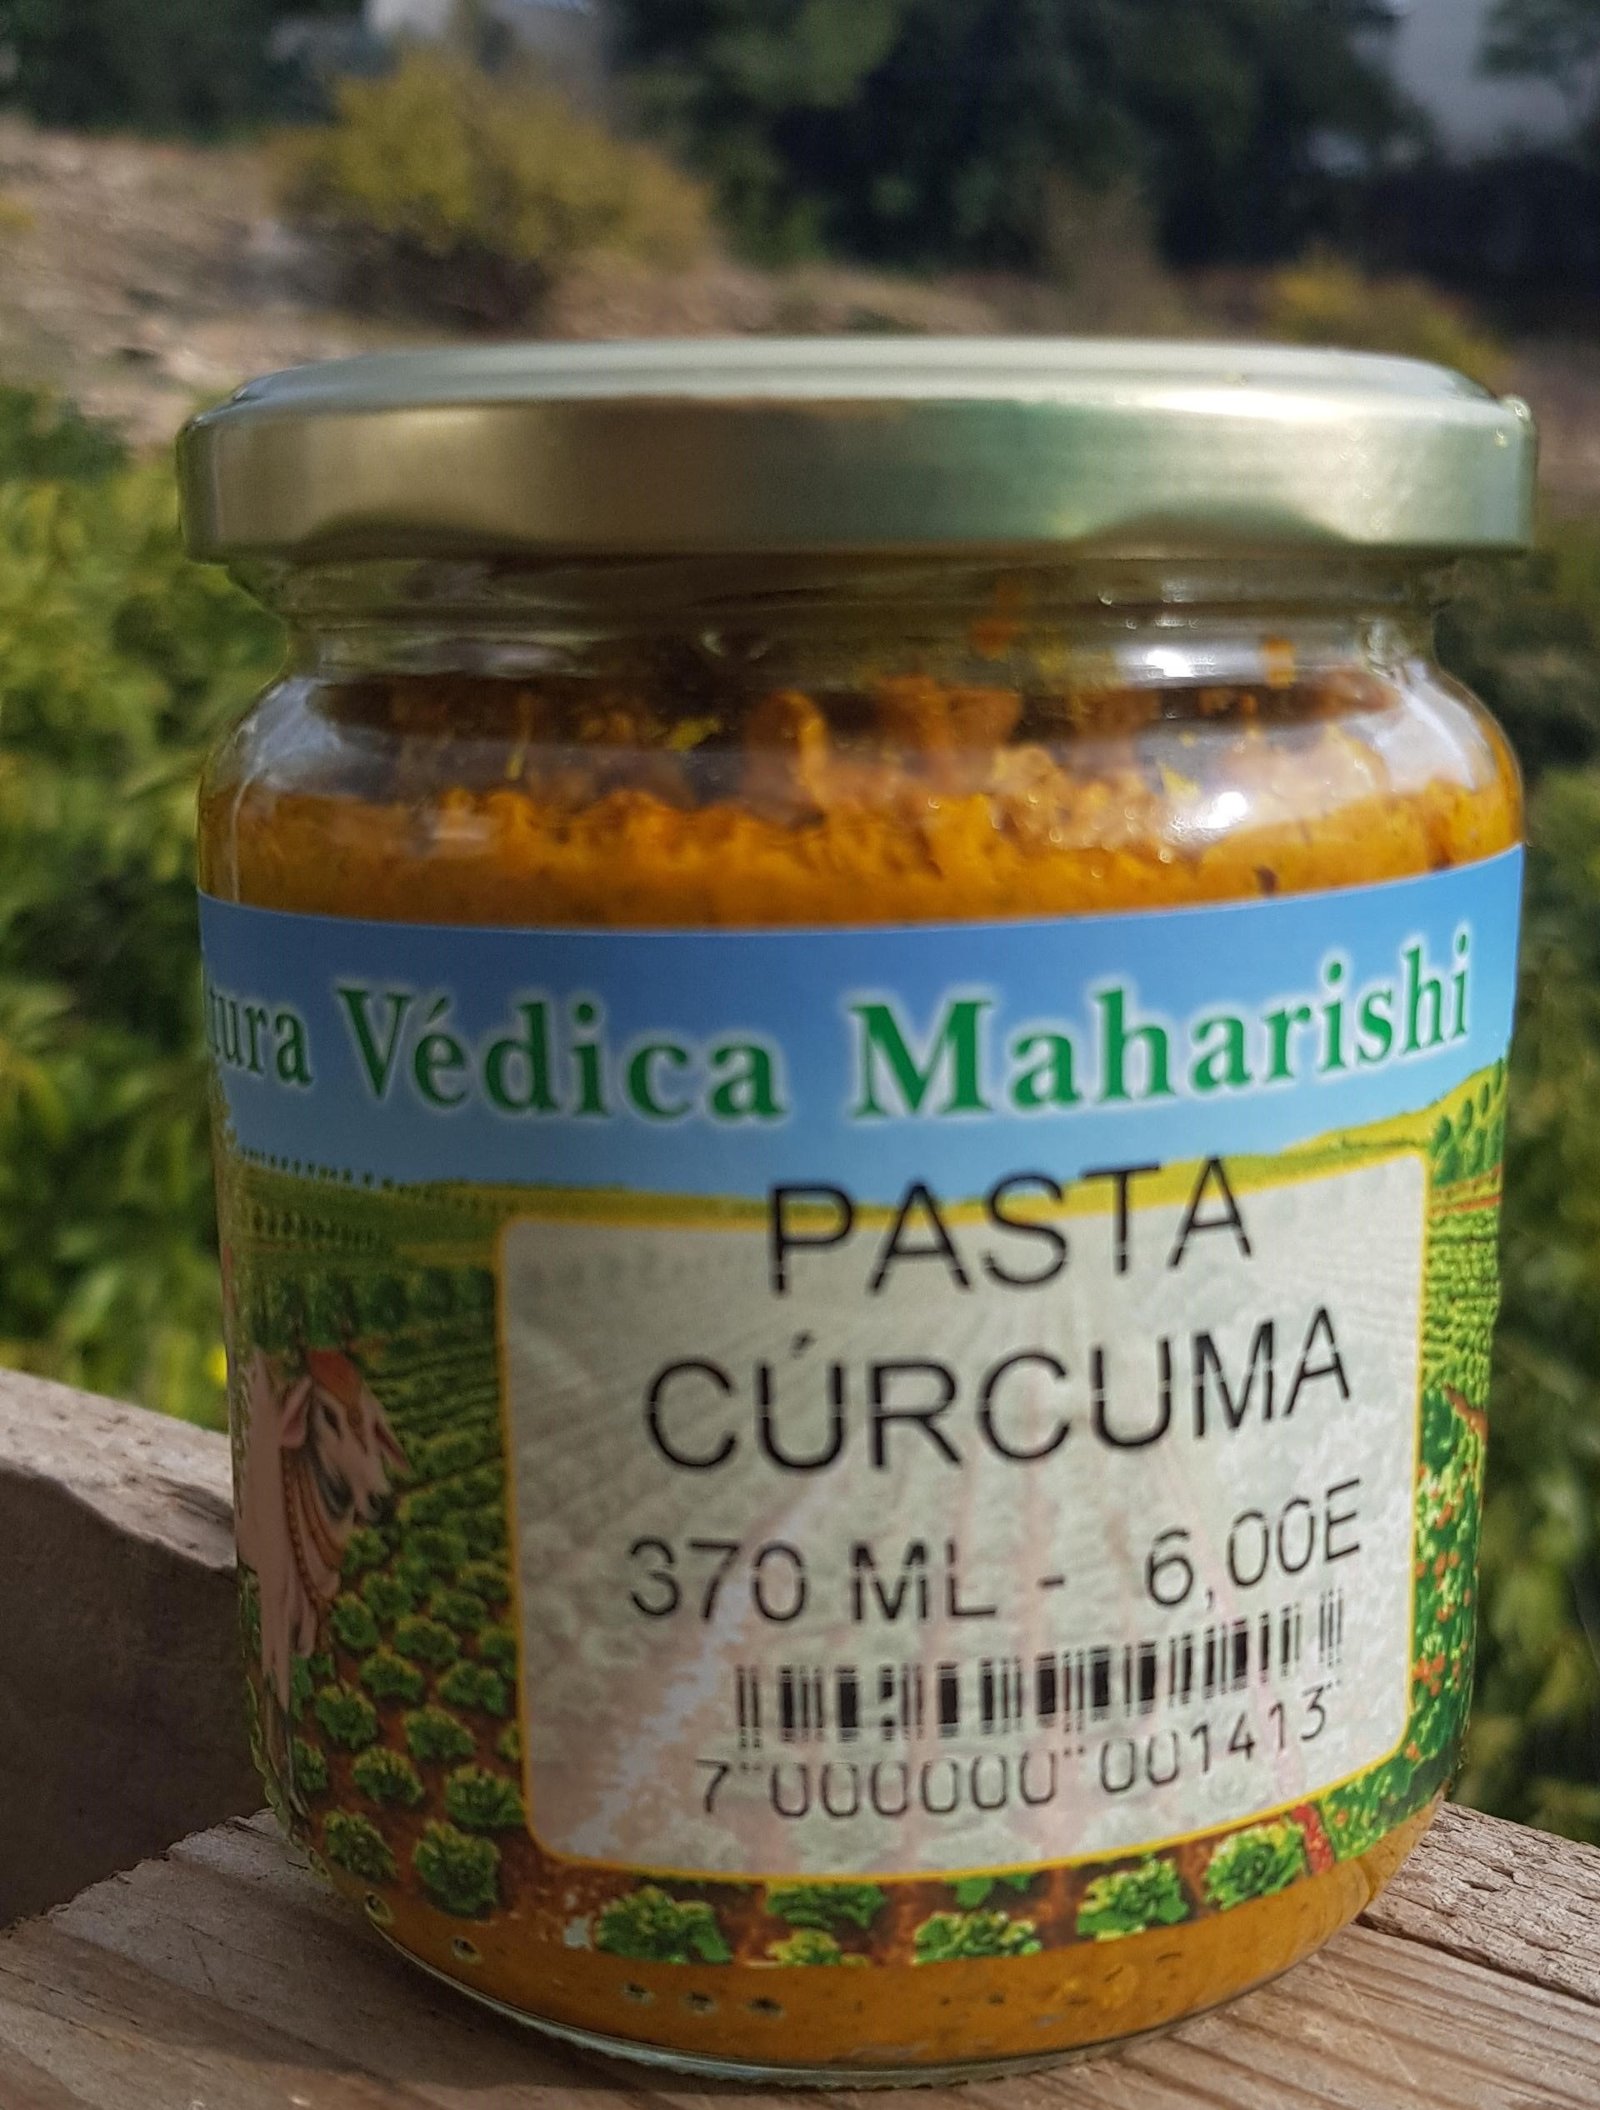 Védica Maharishi
PASTA
CÚRCUMA
370 ML - 6,00E
7 000000 001413